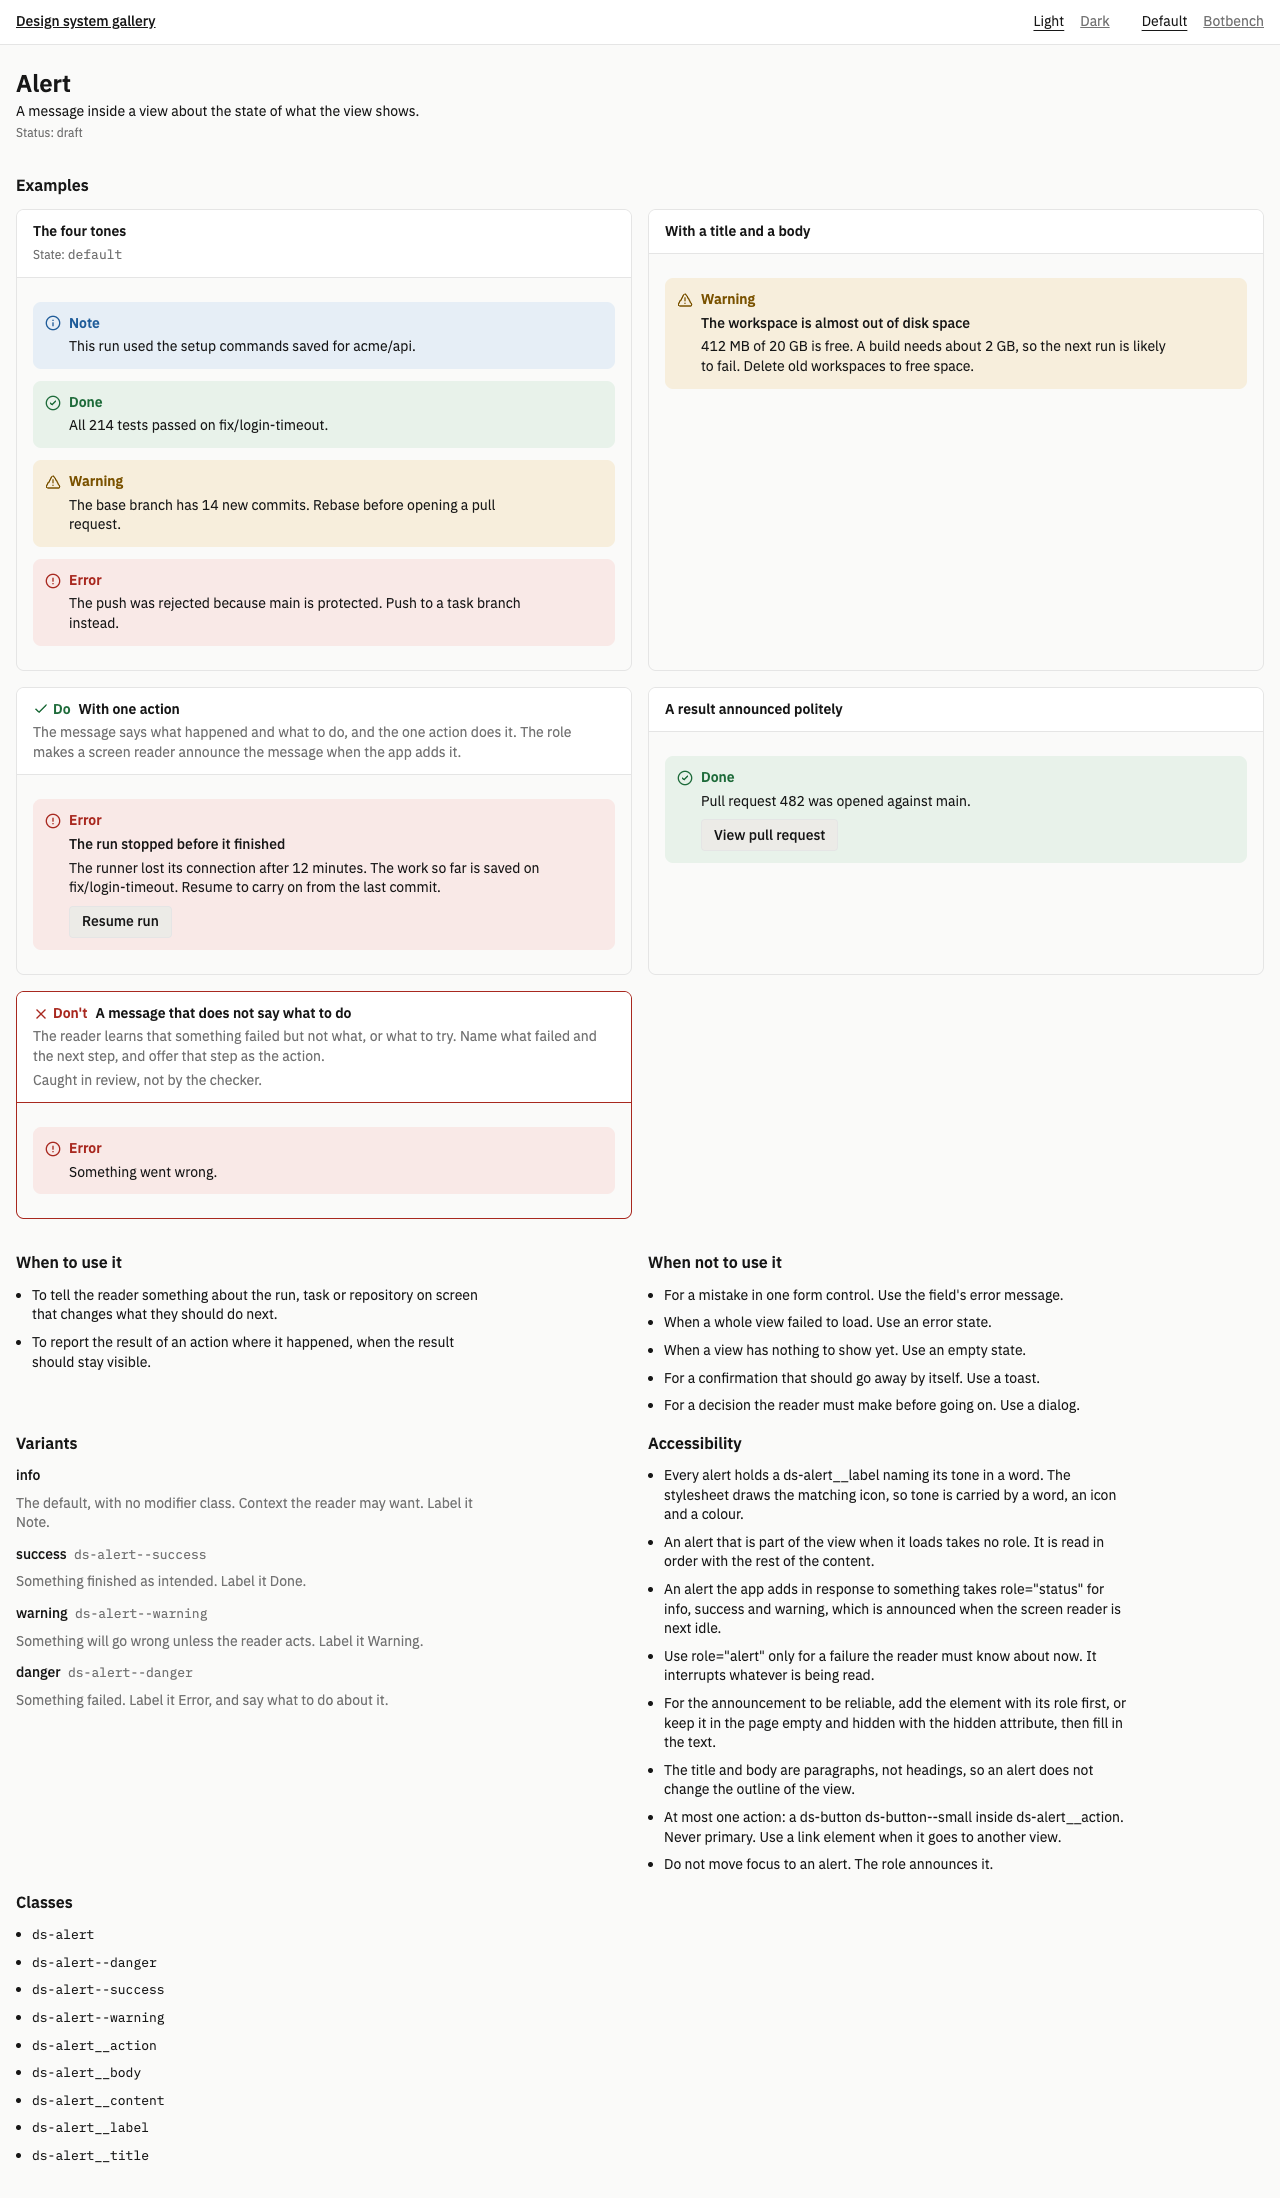 Design system gallery
Light Dark Default Botbench
Alert
A message inside a view about the state of what the view shows.
Status: draft
Examples
The four tones
State: default
Note
This run used the setup commands saved for acme/api.
Done
All 214 tests passed on fix/login-timeout.
Warning
The base branch has 14 new commits. Rebase before opening a pull
request.
Error
The push was rejected because main is protected. Push to a task branch
instead.
With a title and a body
Warning
The workspace is almost out of disk space
412 MB of 20 GB is free. A build needs about 2 GB, so the next run is likely
to fail. Delete old workspaces to free space.
Do With one action
The message says what happened and what to do, and the one action does it. The role
makes a screen reader announce the message when the app adds it.
Error
The run stopped before it finished
The runner lost its connection after 12 minutes. The work so far is saved on
fix/login-timeout. Resume to carry on from the last commit.
Resume run
A result announced politely
Done
Pull request 482 was opened against main.
View pull request
Don't A message that does not say what to do
The reader learns that something failed but not what, or what to try. Name what failed and
the next step, and offer that step as the action.
Caught in review, not by the checker.
Error
Something went wrong.
When to use it
To tell the reader something about the run, task or repository on screen
that changes what they should do next.
To report the result of an action where it happened, when the result
should stay visible.
When not to use it
For a mistake in one form control. Use the field's error message.
When a whole view failed to load. Use an error state.
When a view has nothing to show yet. Use an empty state.
For a confirmation that should go away by itself. Use a toast.
For a decision the reader must make before going on. Use a dialog.
Variants
info
The default, with no modifier class. Context the reader may want. Label it
Note.
success ds-alert--success
Something finished as intended. Label it Done.
warning ds-alert--warning
Something will go wrong unless the reader acts. Label it Warning.
danger ds-alert--danger
Something failed. Label it Error, and say what to do about it.
Accessibility
Every alert holds a ds-alert__label naming its tone in a word. The
stylesheet draws the matching icon, so tone is carried by a word, an icon
and a colour.
An alert that is part of the view when it loads takes no role. It is read in
order with the rest of the content.
An alert the app adds in response to something takes role="status" for
info, success and warning, which is announced when the screen reader is
next idle.
Use role="alert" only for a failure the reader must know about now. It
interrupts whatever is being read.
For the announcement to be reliable, add the element with its role first, or
keep it in the page empty and hidden with the hidden attribute, then fill in
the text.
The title and body are paragraphs, not headings, so an alert does not
change the outline of the view.
At most one action: a ds-button ds-button--small inside ds-alert__action.
Never primary. Use a link element when it goes to another view.
Do not move focus to an alert. The role announces it.
Classes
ds-alert
ds-alert--danger
ds-alert--success
ds-alert--warning
ds-alert__action
ds-alert__body
ds-alert__content
ds-alert__label
ds-alert__title